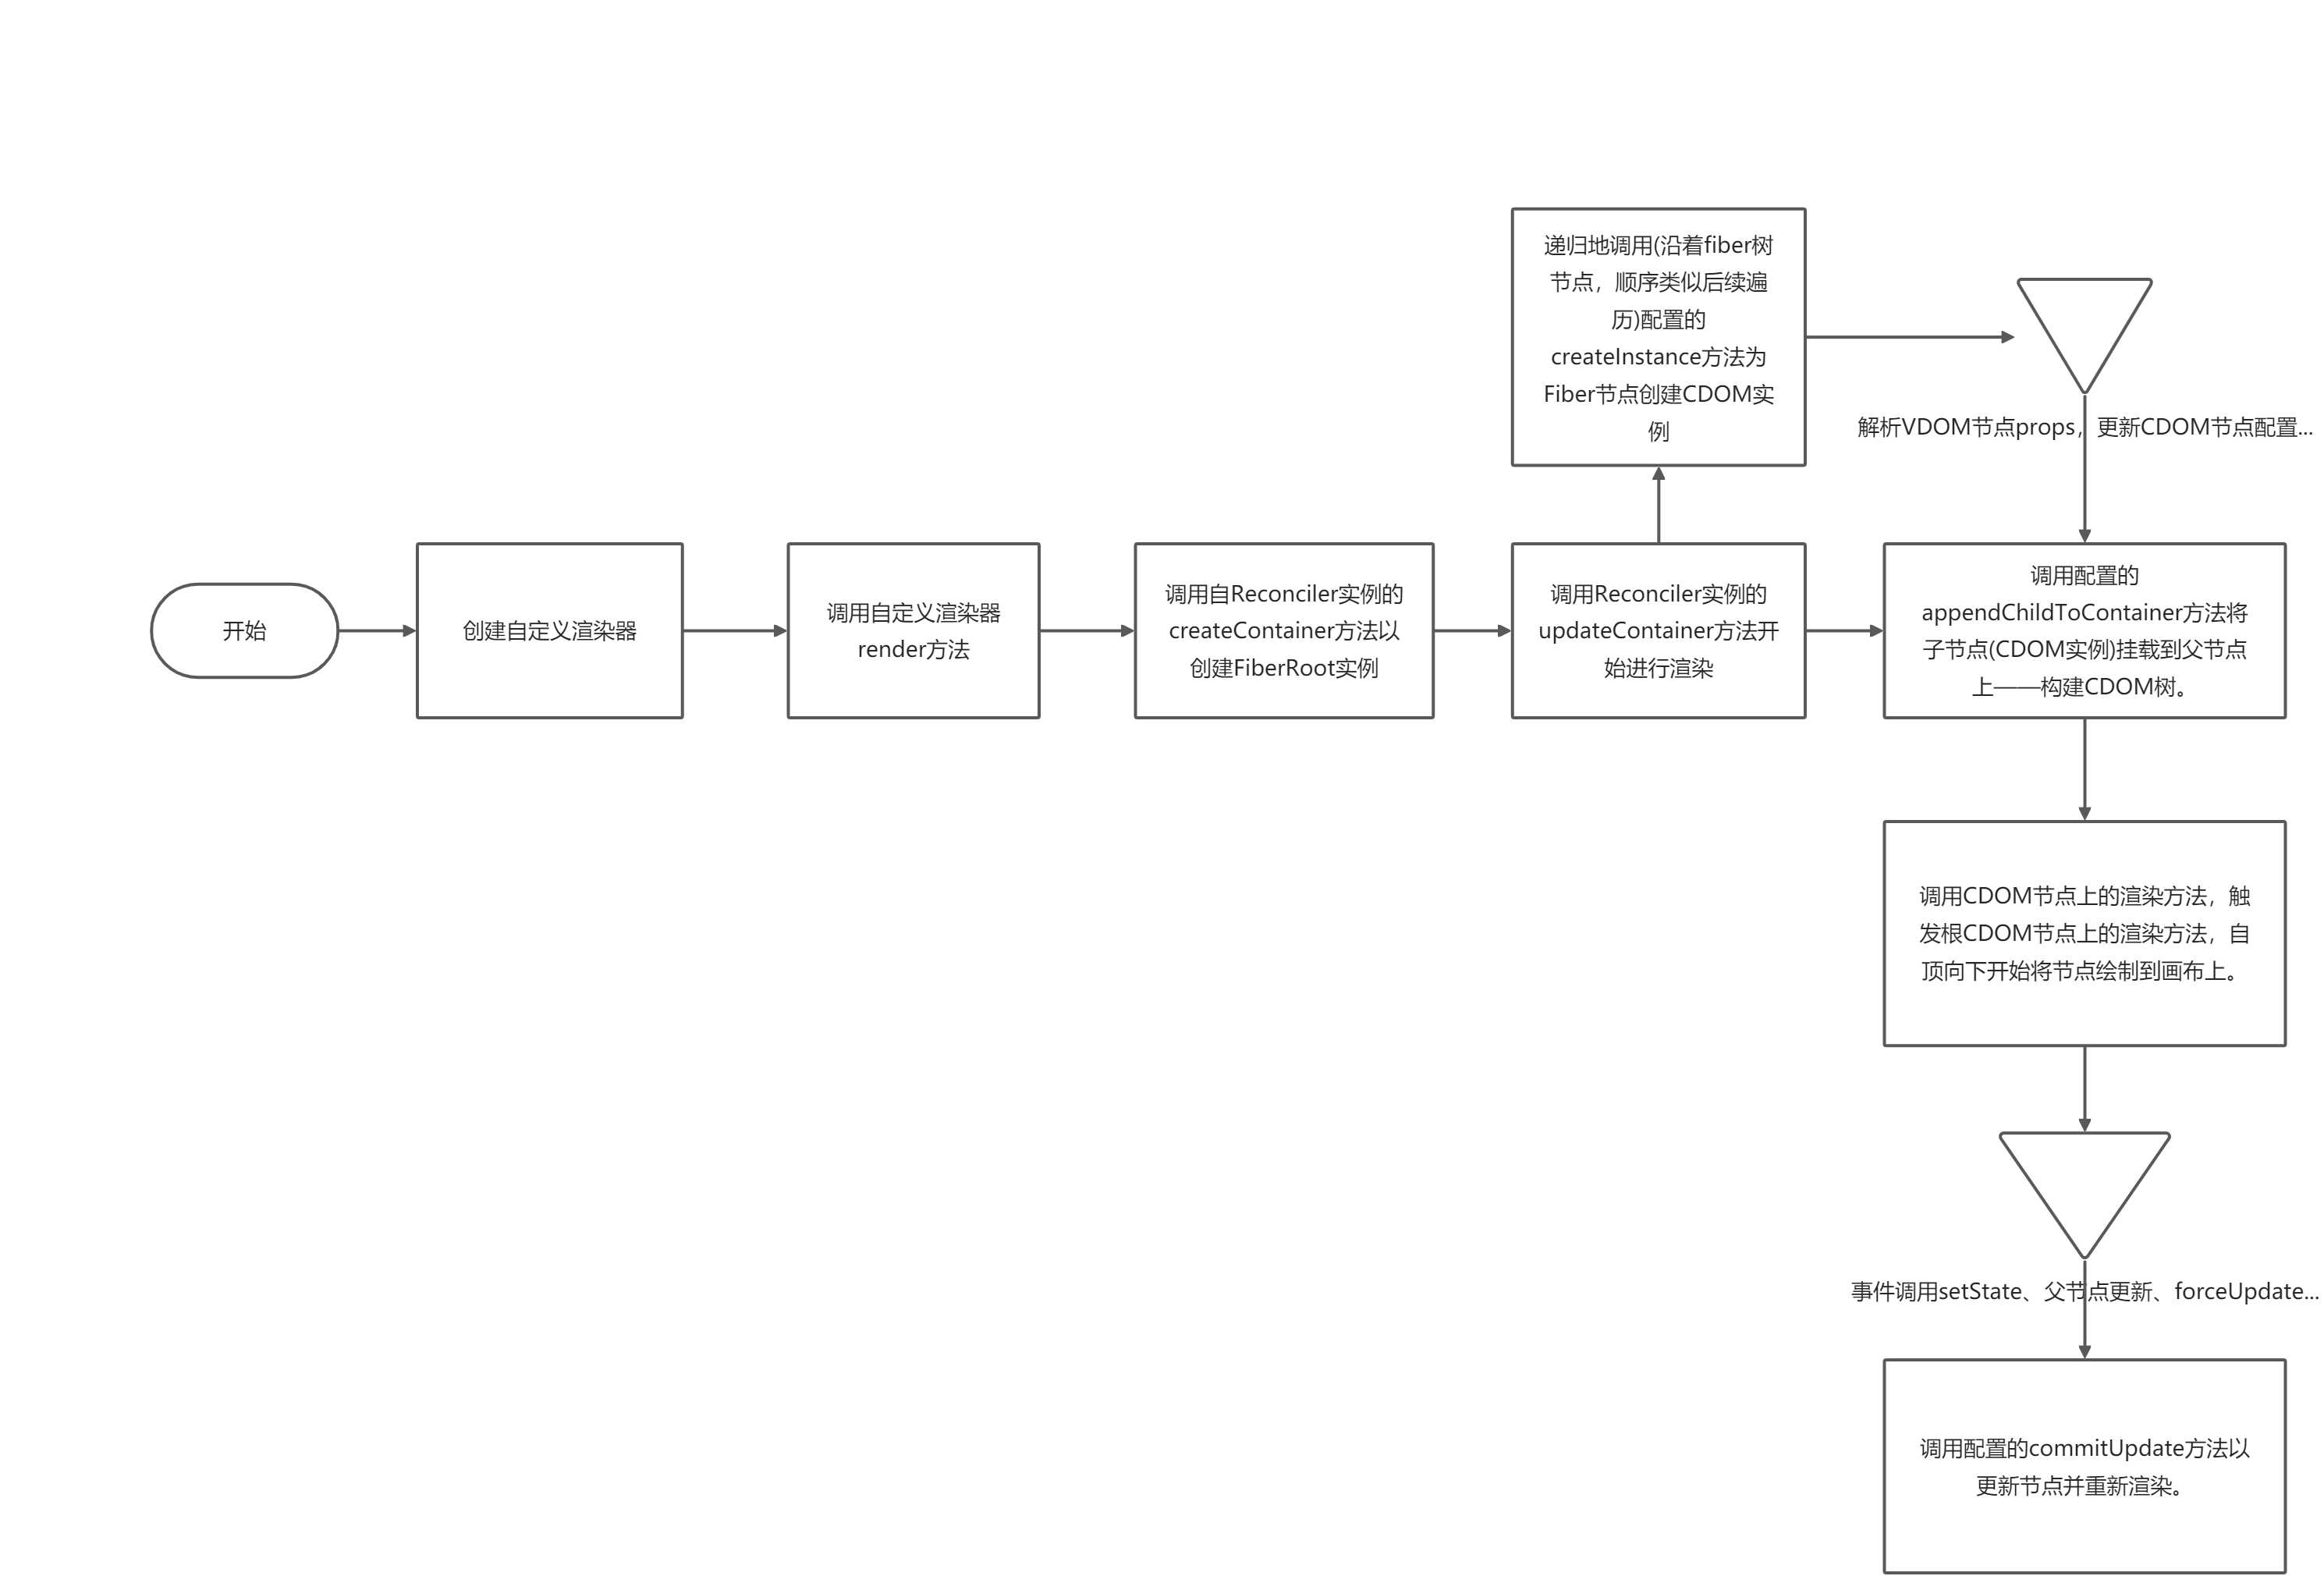 开始
创建自定义渲染器
调用自定义渲染器
render方法
调用自Reconciler实例的
createContainer方法以
创建FiberRoot实例
调用Reconciler实例的
updateContainer方法开
始进行渲染
递归地调用(沿着fiber树
节点，顺序类似后续遍
历)配置的
createInstance方法为
Fiber节点创建CDOM实
例
解析VDOM节点props，更新CDOM节点配置...
调用配置的
appendChildToContainer方法将
子节点(CDOM实例)挂载到父节点
上——构建CDOM树。
调用CDOM节点上的渲染方法，触
发根CDOM节点上的渲染方法，自
顶向下开始将节点绘制到画布上。
事件调用setState、父节点更新、forceUpdate...
调用配置的commitUpdate方法以
更新节点并重新渲染。